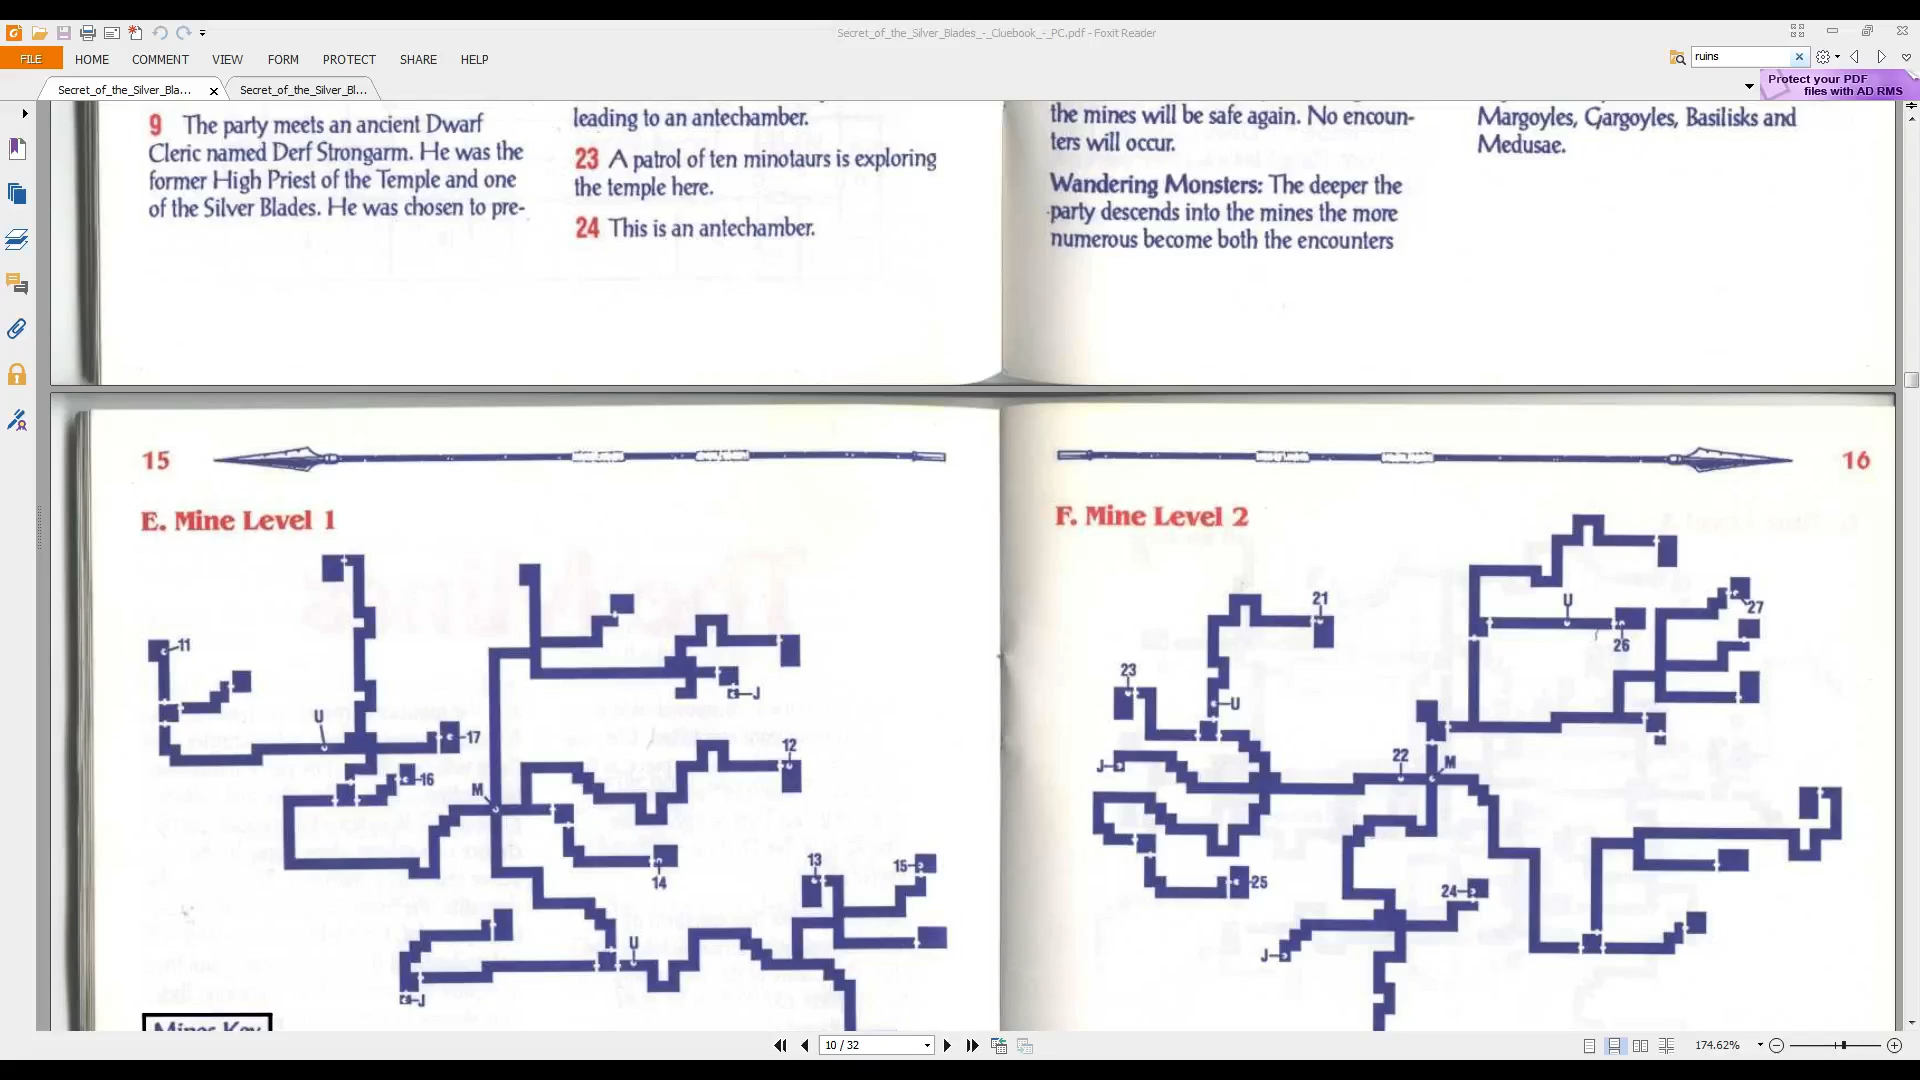 Secret_of_the_Silver_Blades_-_Cluebook_-_PC.pdf - Foxit Reader
FILE HOME COMMENT VIEW FORM PROTECT SHARE HELP
ruins
Secret_of_the_Silver_Bla... Secret_of_the_Silver_Bl...
Protect your PDF
files with AD RMS
9 The party meets an ancient Dwarf
Cleric named Derf Strongarm. He was the
former High Priest of the Temple and one
of the Silver Blades. He was chosen to pre-
leading to an antechamber.
23 A patrol of ten minotaurs is exploring
the temple here.
24 This is an antechamber.
the mines will be safe again. No encoun-
ters will occur.
Wandering Monsters: The deeper the
party descends into the mines the more
numerous become both the encounters
Margoyles, Gargoyles, Basilisks and
Medusae.
15
E. Mine Level 1
11
U
17
16
M
J
12
14
13
15
U
J
Mines Key
16
F. Mine Level 2
21
U
27
26
23
U
J
22
M
25
24
J
10 / 32
174.62%